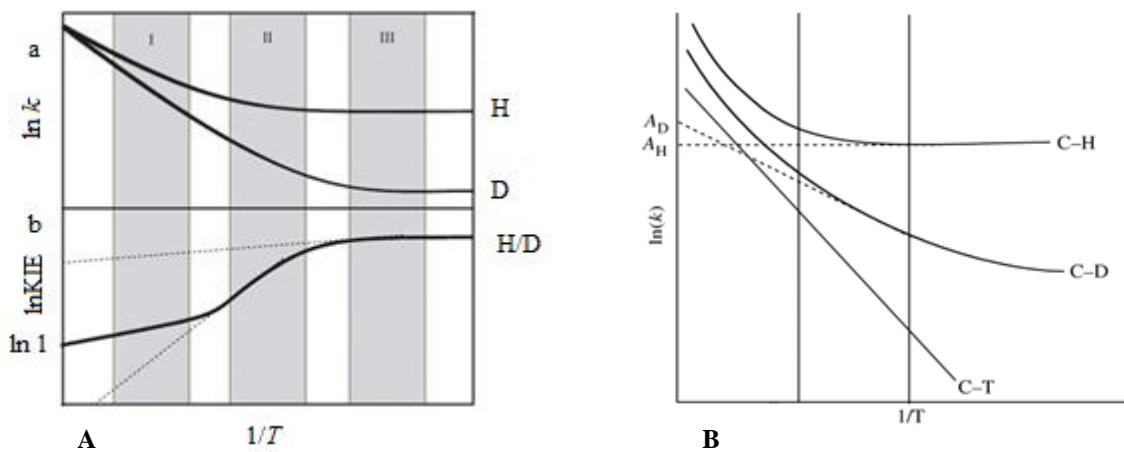 a
I
II
III
ln k
H
D
b
lnKIE
H/D
ln 1
A
1/T
A_D
A_H
ln(k)
C–H
C–D
C–T
1/T
B